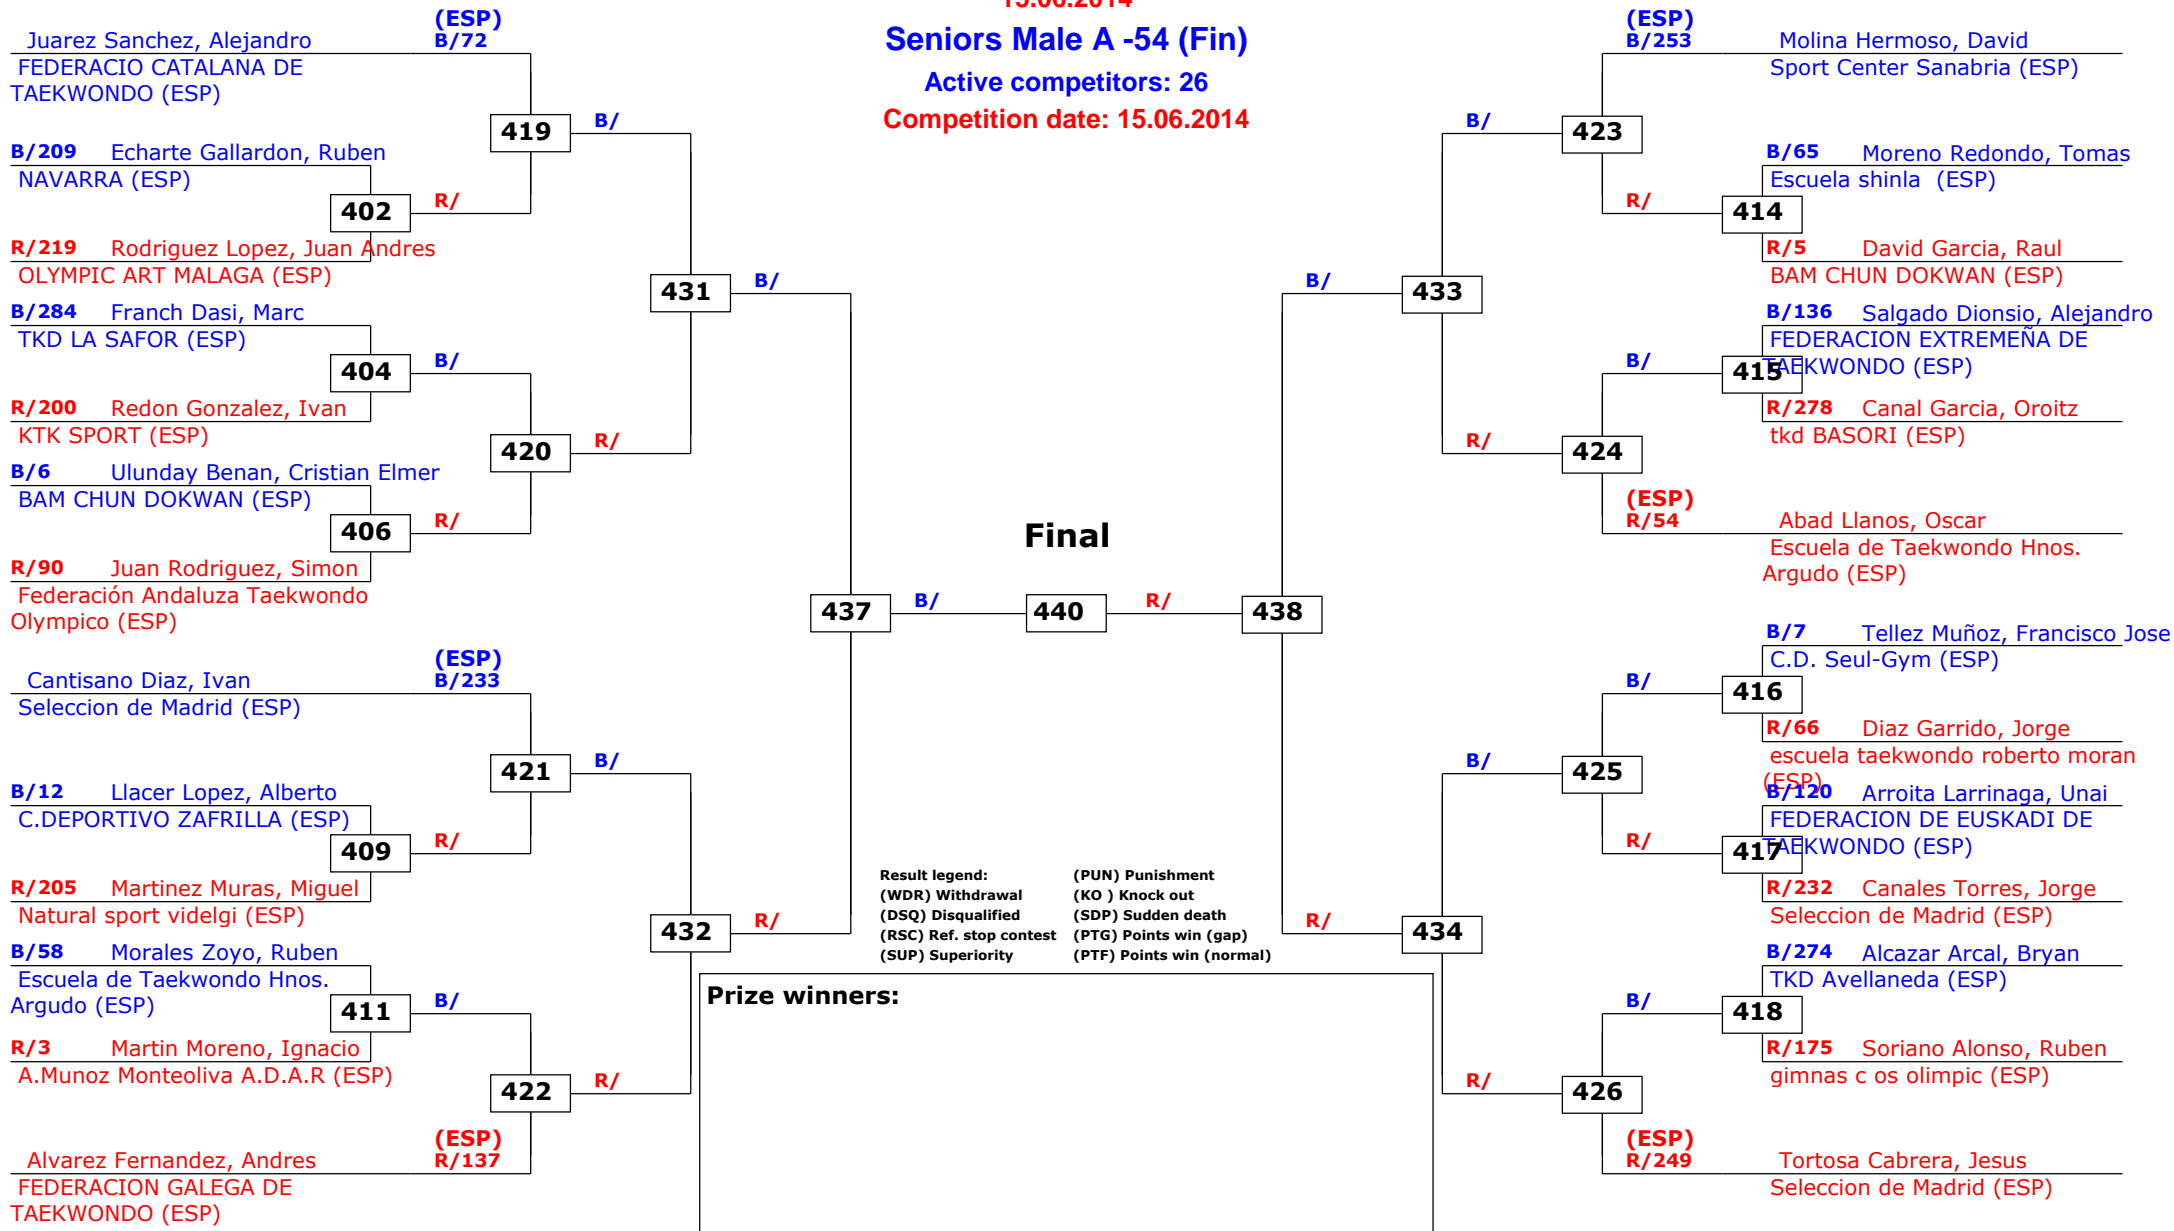 15.06.2014
Seniors Male A -54 (Fin)
Active competitors: 26
Competition date: 15.06.2014
(ESP)
Juarez Sanchez, Alejandro B/72
FEDERACIO CATALANA DE
TAEKWONDO (ESP)
419
B/
B/209 Echarte Gallardon, Ruben
NAVARRA (ESP)
402
R/
R/219 Rodriguez Lopez, Juan Andres
OLYMPIC ART MALAGA (ESP)
431
B/
B/284 Franch Dasi, Marc
TKD LA SAFOR (ESP)
404
B/
R/200 Redon Gonzalez, Ivan
KTK SPORT (ESP)
420
R/
B/6 Ulunday Benan, Cristian Elmer
BAM CHUN DOKWAN (ESP)
406
R/
R/90 Juan Rodriguez, Simon
Federación Andaluza Taekwondo
Olympico (ESP)
437
B/
(ESP)
Cantisano Diaz, Ivan B/233
Seleccion de Madrid (ESP)
421
B/
B/12 Llacer Lopez, Alberto
C.DEPORTIVO ZAFRILLA (ESP)
409
R/
R/205 Martinez Muras, Miguel
Natural sport videlgi (ESP)
432
R/
B/58 Morales Zoyo, Ruben
Escuela de Taekwondo Hnos.
Argudo (ESP)
411
B/
R/3 Martin Moreno, Ignacio
A.Munoz Monteoliva A.D.A.R (ESP)
422
R/
(ESP)
Alvarez Fernandez, Andres R/137
FEDERACION GALEGA DE
TAEKWONDO (ESP)
Final
440
R/
438
(ESP)
B/253 Molina Hermoso, David
Sport Center Sanabria (ESP)
B/
423
B/65 Moreno Redondo, Tomas
Escuela shinla (ESP)
R/
414
R/5 David Garcia, Raul
BAM CHUN DOKWAN (ESP)
B/
433
B/136 Salgado Dionsio, Alejandro
FEDERACION EXTREMEÑA DE
TAEKWONDO (ESP)
B/
415
R/278 Canal Garcia, Oroitz
tkd BASORI (ESP)
R/
424
(ESP)
R/54 Abad Llanos, Oscar
Escuela de Taekwondo Hnos.
Argudo (ESP)
B/7 Tellez Muñoz, Francisco Jose
C.D. Seul-Gym (ESP)
B/
416
R/66 Diaz Garrido, Jorge
escuela taekwondo roberto moran
(ESP)
B/
425
B/120 Arroita Larrinaga, Unai
FEDERACION DE EUSKADI DE
TAEKWONDO (ESP)
R/
417
R/232 Canales Torres, Jorge
Seleccion de Madrid (ESP)
R/
434
B/274 Alcazar Arcal, Bryan
TKD Avellaneda (ESP)
B/
418
R/175 Soriano Alonso, Ruben
gimnas c os olimpic (ESP)
R/
426
(ESP)
R/249 Tortosa Cabrera, Jesus
Seleccion de Madrid (ESP)
Result legend: (PUN) Punishment
(WDR) Withdrawal (KO ) Knock out
(DSQ) Disqualified (SDP) Sudden death
(RSC) Ref. stop contest (PTG) Points win (gap)
(SUP) Superiority (PTF) Points win (normal)
Prize winners: